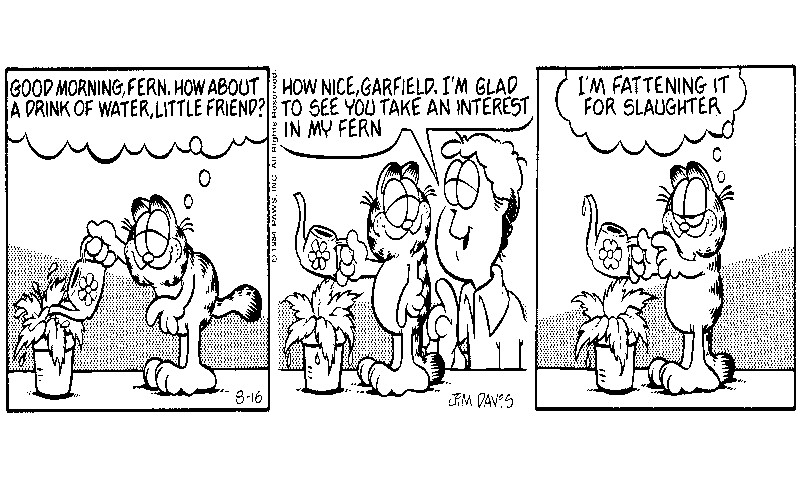 GOOD MORNING, FERN. HOW ABOUT
A DRINK OF WATER, LITTLE FRIEND?
8-16
HOW NICE, GARFIELD. I'M GLAD
TO SEE YOU TAKE AN INTEREST
IN MY FERN
JIM DAVIS
I'M FATTENING IT
FOR SLAUGHTER